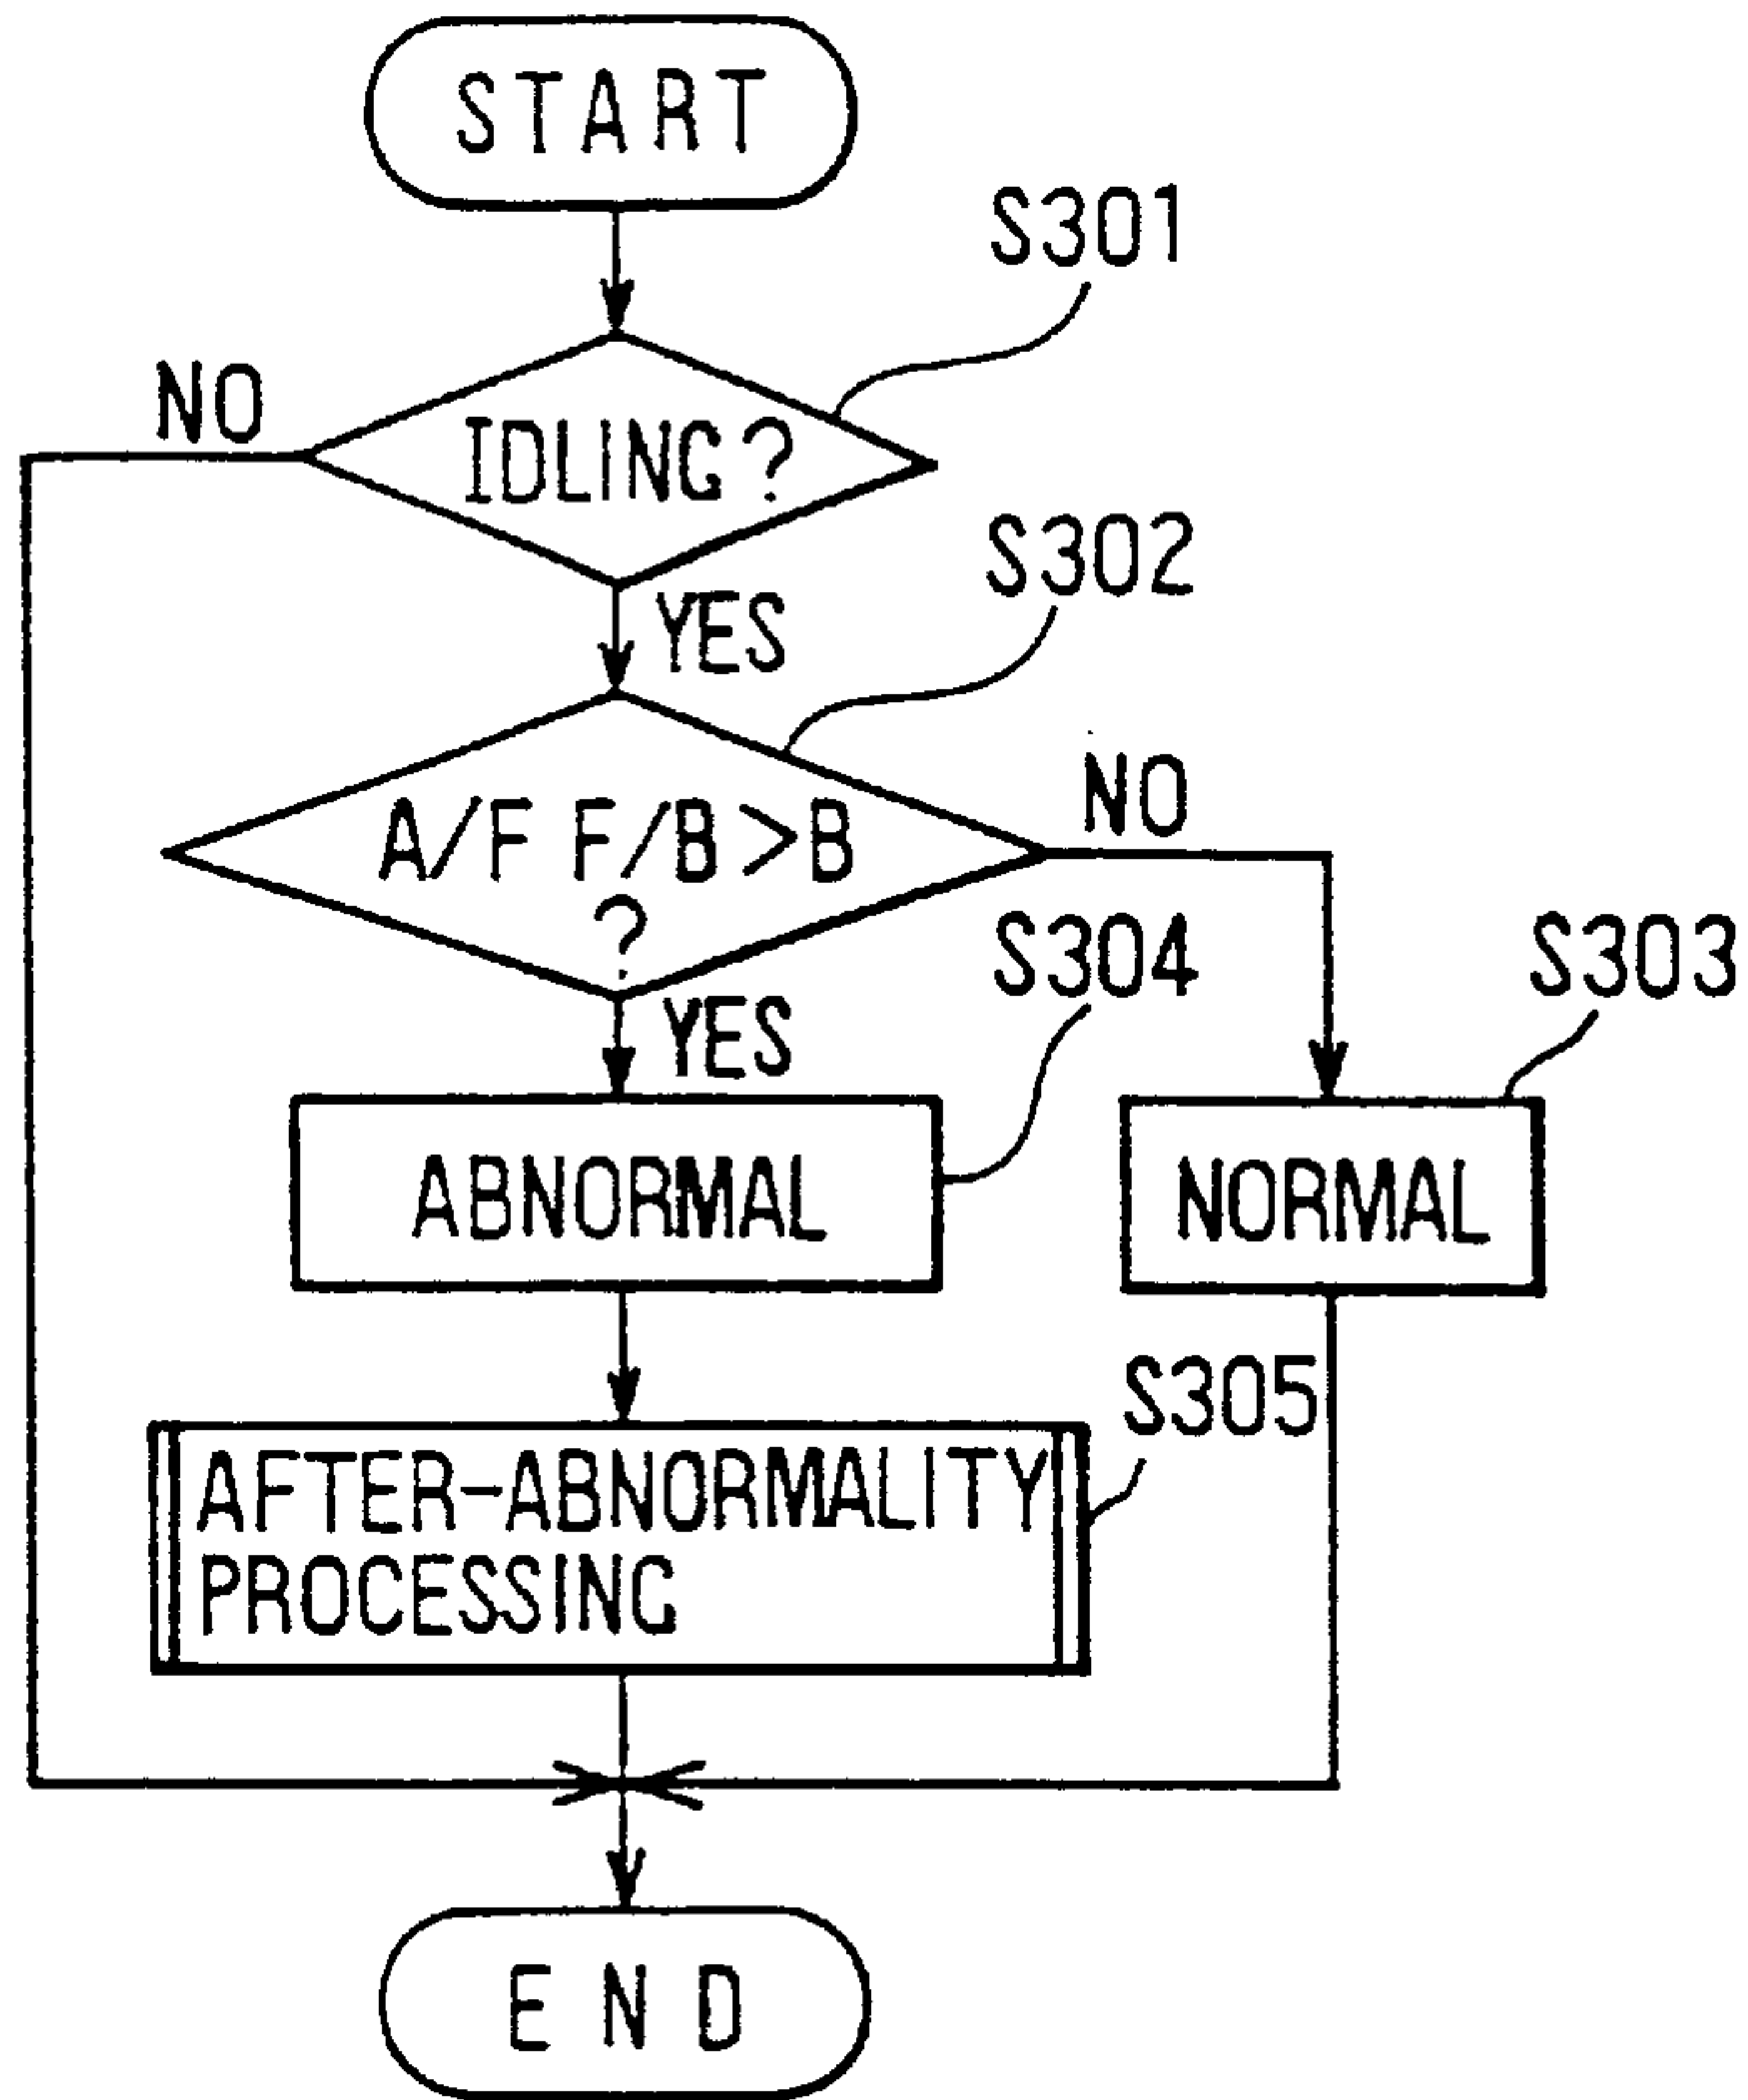 START
S301
NO
IDLING?
S302
YES
NO
A/F F/B>B
?
S304
S303
YES
ABNORMAL
NORMAL
S305
AFTER-ABNORMALITY
PROCESSING
END